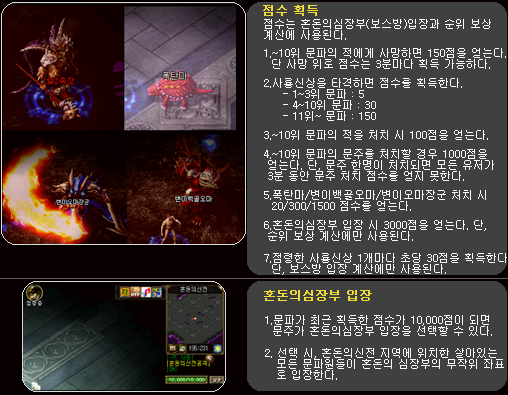 점수 획득
점수는 혼돈의심장부(보스방)입장과 순위 보상
계산에 사용된다.
1.~10위 문파의 적에게 사망하면 150점을 얻는다.
단 사망 위로 점수는 3분마다 획득 가능하다.
2.사룡신상을 타격하면 점수를 획득한다.
- 1~3위 문파 : 5
- 4~10위 문파 : 30
- 11위~ 문파 : 150
3.~10위 문파의 적을 처치 시 100점을 얻는다.
4.~10위 문파의 문주를 처치할 경우 1000점을
얻는다. 단, 문주 한명이 처치되면 모든 유저가
3분 동안 문주 처치 점수를 얻지 못한다.
5,폭탄마/변이백골오마/변이오마장군 처치 시
20/300/1500 점수를 얻는다.
6.혼돈의심장부 입장 시 3000점을 얻는다. 단,
순위 보상 계산에만 사용된다.
7.점령한 사룡신상 1개마다 초당 30점을 획득한다
단, 보스방 입장 계산에만 사용된다.
폭탄마
변이오마장군
변이백골오마
혼돈의심장부 입장
1.문파가 최근 획득한 점수가 10,000점이 되면
문주가 혼돈의심장부 입장을 선택할 수 있다.
2. 선택 시, 혼돈의신전 지역에 위치한 살아있는
모든 문파원들이 혼돈의 심장부의 무작위 좌표
로 입장한다.
혼돈의신전
195:231
[혼돈의신전공격]
10,000/10,000